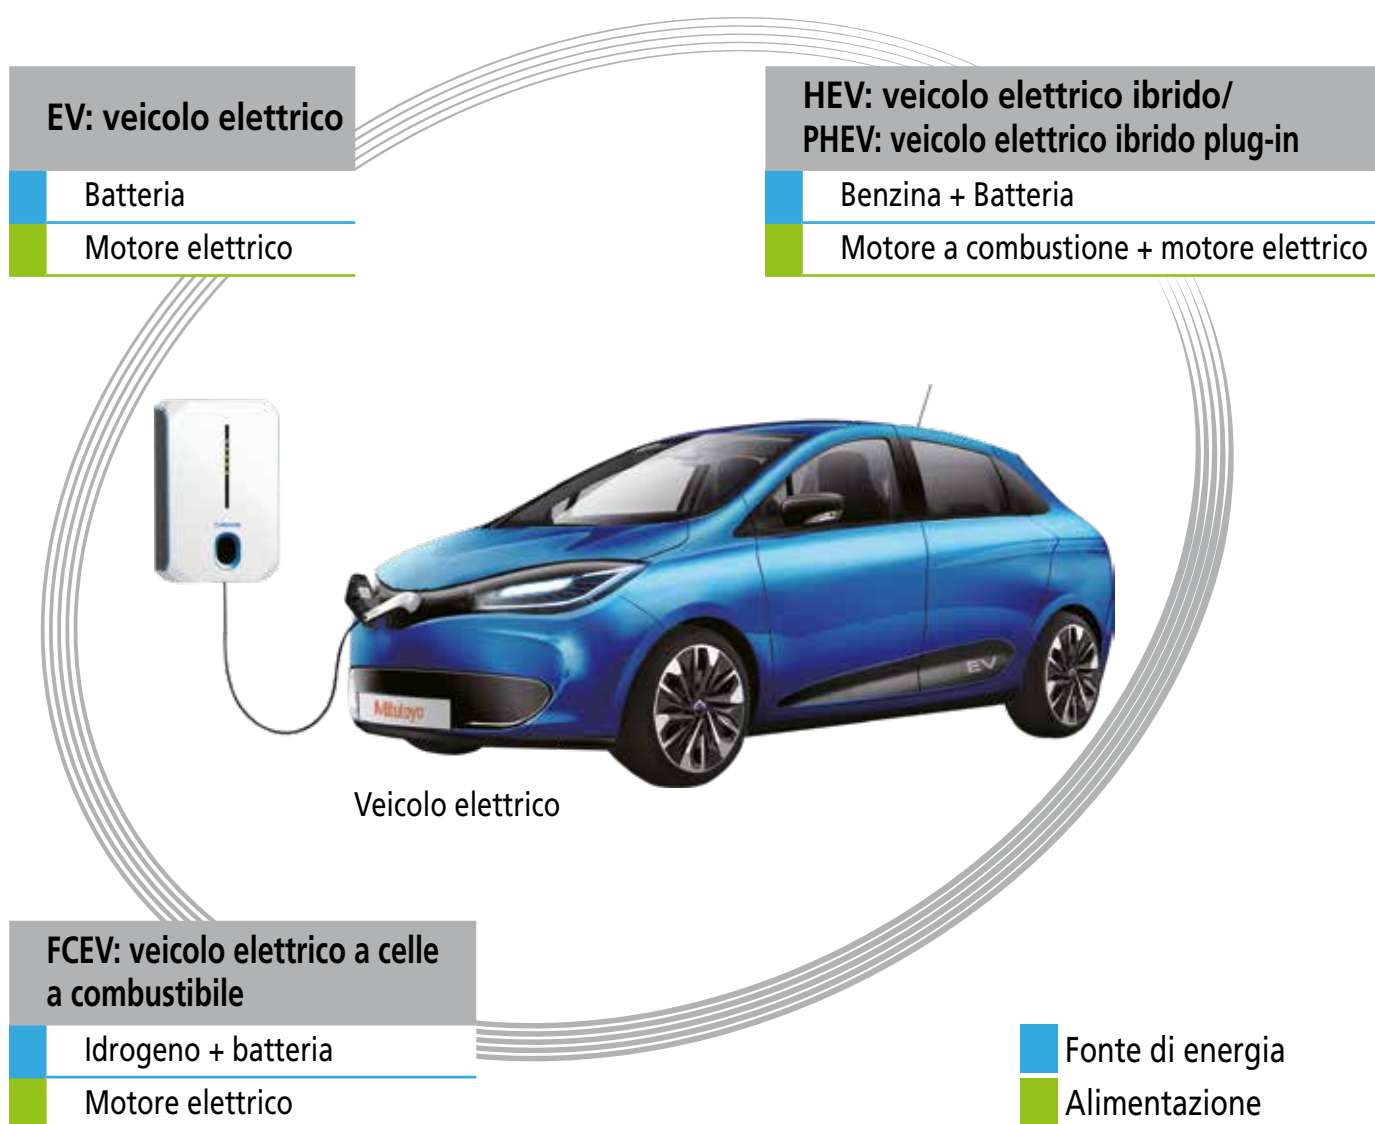 EV: veicolo elettrico
Batteria
Motore elettrico
HEV: veicolo elettrico ibrido/
PHEV: veicolo elettrico ibrido plug-in
Benzina + Batteria
Motore a combustione + motore elettrico
EV
Mitutoyo
Veicolo elettrico
FCEV: veicolo elettrico a celle
a combustibile
Idrogeno + batteria
Motore elettrico
Fonte di energia
Alimentazione